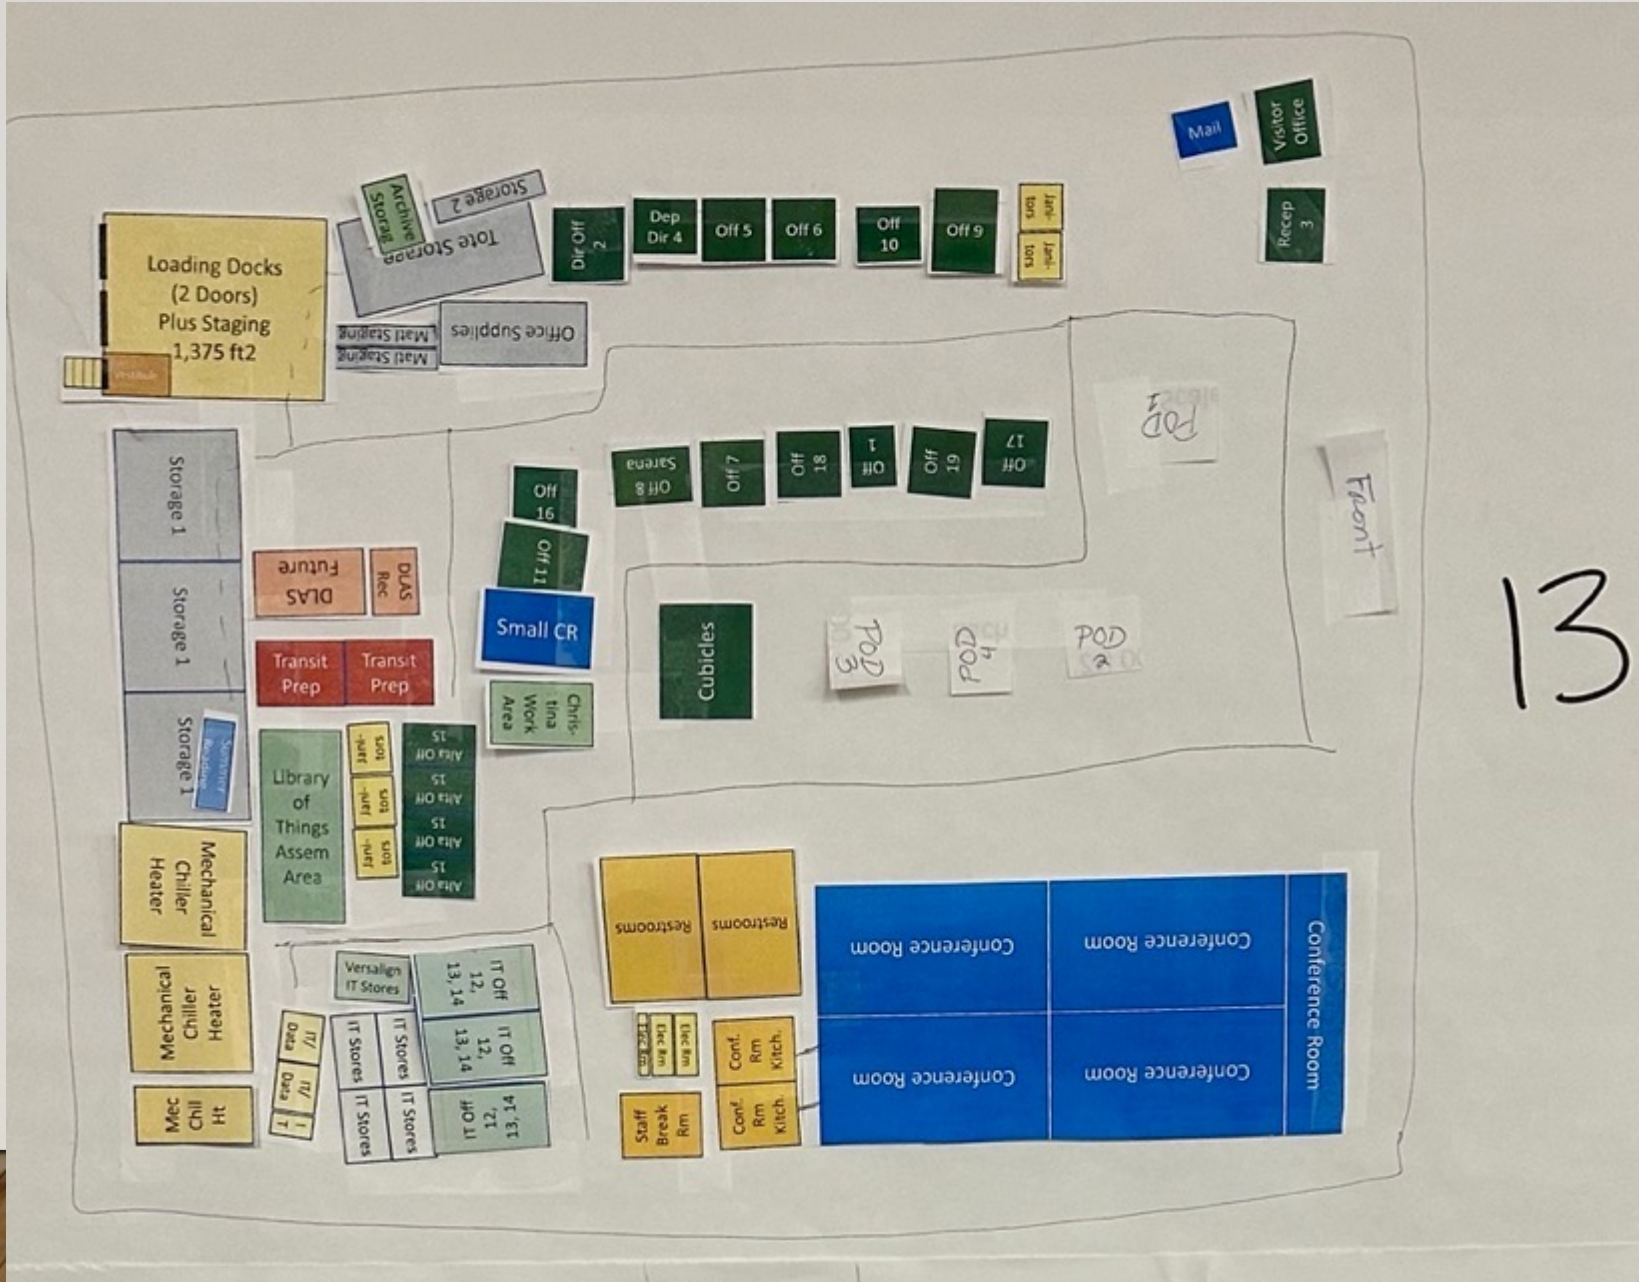 Mail
Visitor
Office
Archive
Storag
Storage 2
Tote Storage
Dir Off
2
Dep
Dir 4
Off 5
Off 6
Off
10
Off 9
Jani-
tors
Jani-
tors
Recep
3
Loading Docks
(2 Doors)
Plus Staging
1,375 ft2
Vestibule
Matl Staging
Matl Staging
Office Supplies
POD
1
Front
13
Storage 1
Storage 1
Storage 1
Summer
Reading
Off
16
Off 11
Off 8
Sarena
Off 7
Off
18
Off
1
Off
19
Off
17
DLAS
Future
DLAS
Rec
Small CR
Transit
Prep
Transit
Prep
Cubicles
POD
3
POD
4
POD
2
Chris-
tina
Work
Area
Library
of
Things
Assem
Area
Jani-
tors
Jani-
tors
Jani-
tors
Alta Off
15
Alta Off
15
Alta Off
15
Alta Off
15
Mechanical
Chiller
Heater
Mechanical
Chiller
Heater
Mec
Chil
Ht
Versalign
IT Stores
IT Off
12,
13, 14
IT Off
12,
13, 14
IT Off
12,
13, 14
IT/
Data
IT/
Data
I
T
IT Stores
IT Stores
IT Stores
IT Stores
Restrooms
Restrooms
Elec Rm
Elec Rm
Elec Rm
Conf.
Rm
Kitch.
Conf.
Rm
Kitch.
Staff
Break
Rm
Conference Room
Conference Room
Conference Room
Conference Room
Conference Room